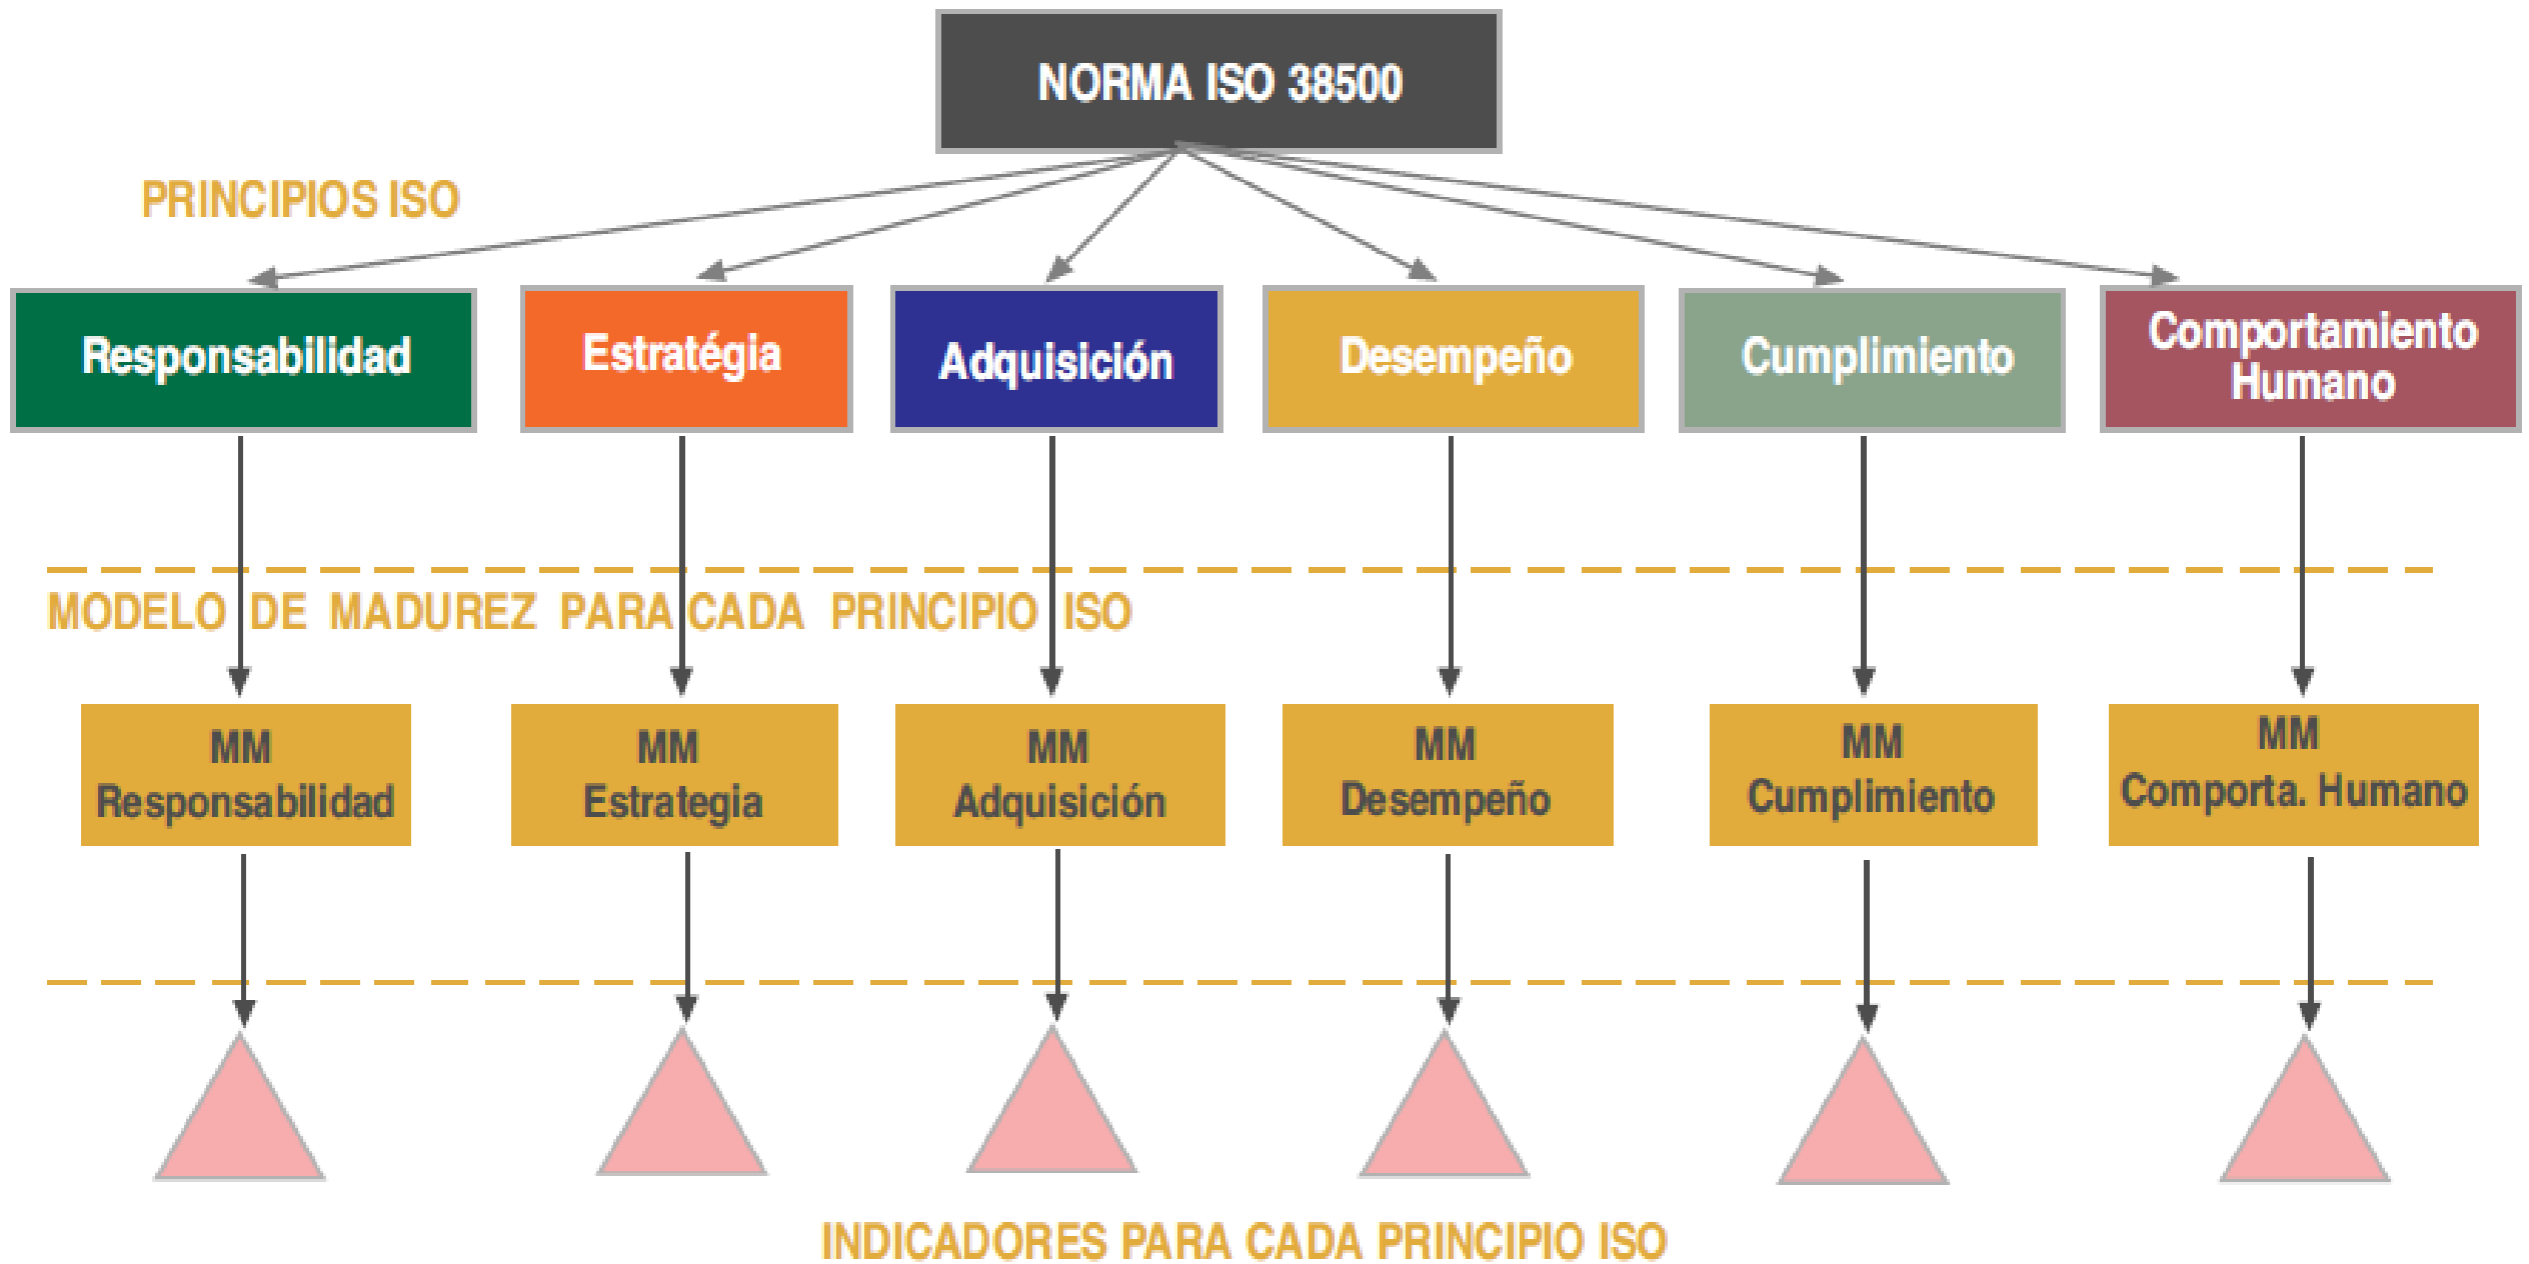 NORMA ISO 38500
PRINCIPIOS ISO
Responsabilidad
Estratégia
Adquisición
Desempeño
Cumplimiento
Comportamiento
Humano
MODELO DE MADUREZ PARA CADA PRINCIPIO ISO
MM
Responsabilidad
MM
Estrategia
MM
Adquisición
MM
Desempeño
MM
Cumplimiento
MM
Comporta. Humano
INDICADORES PARA CADA PRINCIPIO ISO